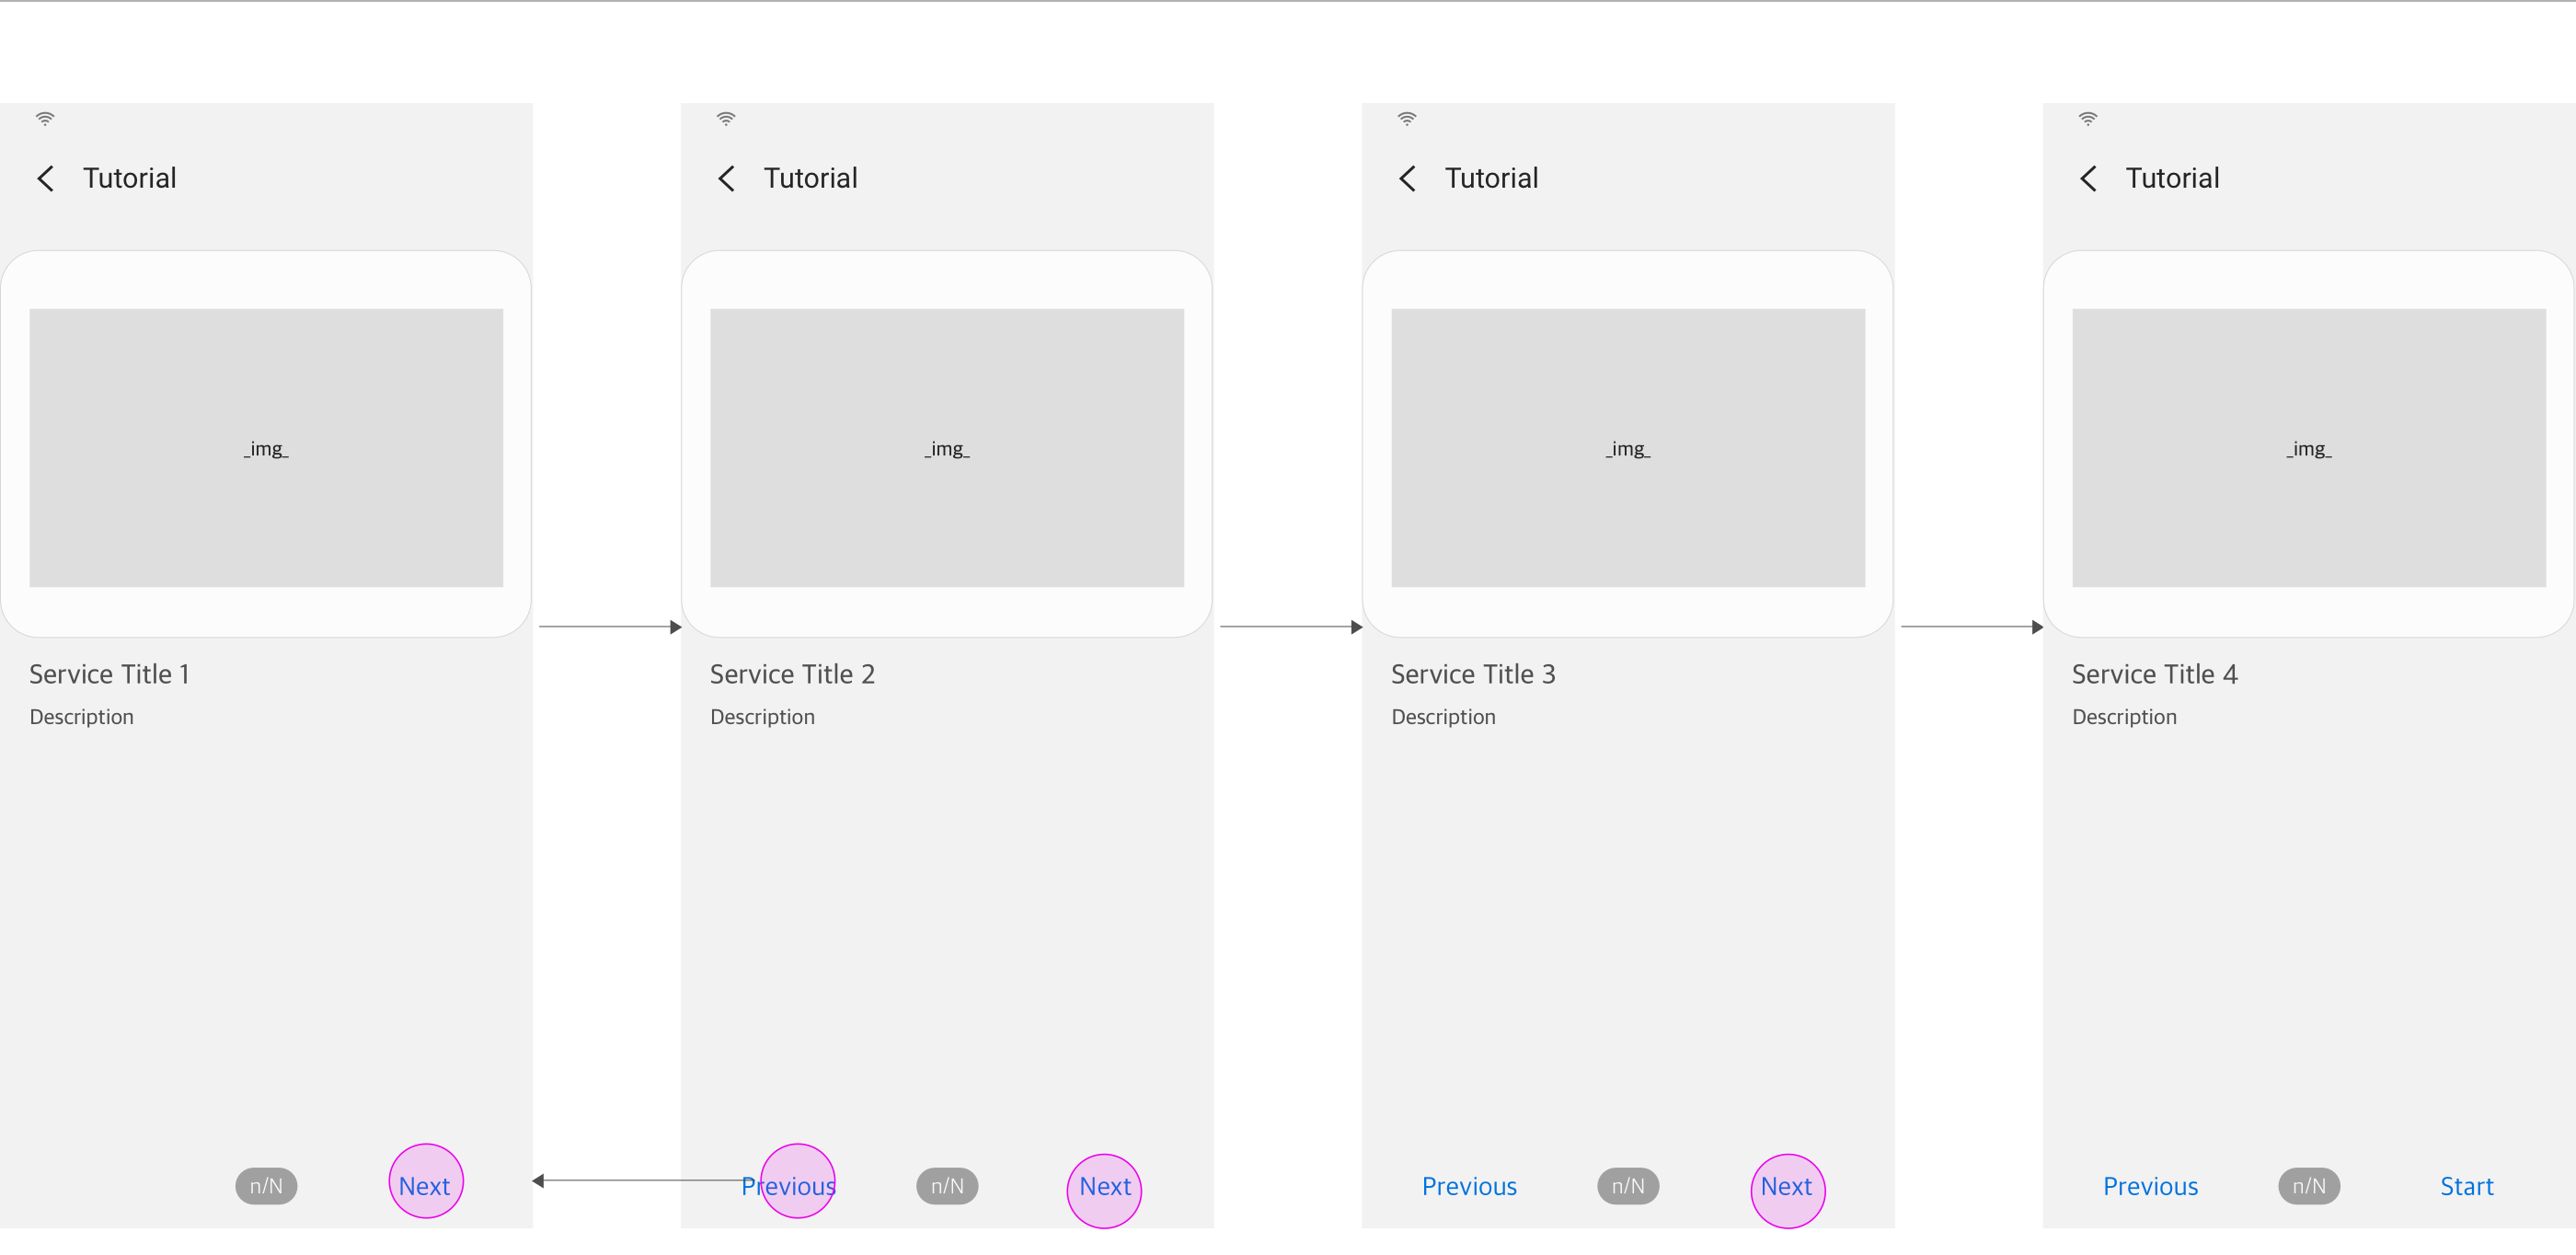 Tutorial
_img_
Service Title 1
Description
n/N
Next
Tutorial
_img_
Service Title 2
Description
Previous
n/N
Next
Tutorial
_img_
Service Title 3
Description
Previous
n/N
Next
Tutorial
_img_
Service Title 4
Description
Previous
n/N
Start